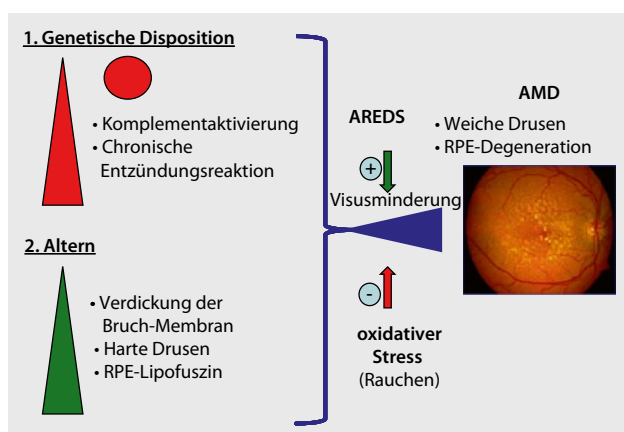 1. Genetische Disposition
• Komplementaktivierung
• Chronische
Entzündungsreaktion
2. Altern
• Verdickung der
Bruch-Membran
• Harte Drusen
• RPE-Lipofuszin
AREDS
+
Visusminderung
-
oxidativer
Stress
(Rauchen)
AMD
• Weiche Drusen
• RPE-Degeneration